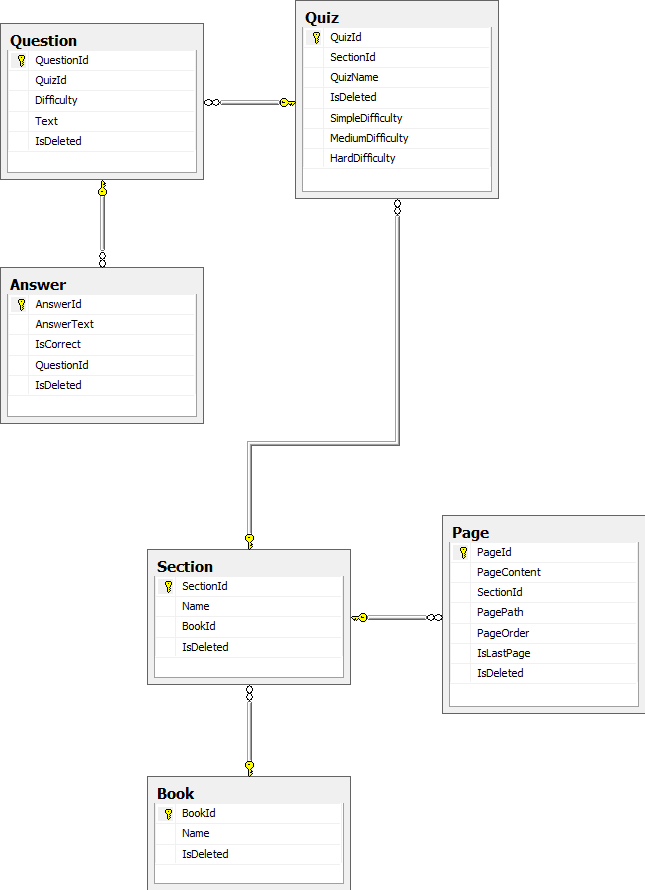 Question
QuestionId
QuizId
Difficulty
Text
IsDeleted
Quiz
QuizId
SectionId
QuizName
IsDeleted
SimpleDifficulty
MediumDifficulty
HardDifficulty
Answer
AnswerId
AnswerText
IsCorrect
QuestionId
IsDeleted
Section
SectionId
Name
BookId
IsDeleted
Page
PageId
PageContent
SectionId
PagePath
PageOrder
IsLastPage
IsDeleted
Book
BookId
Name
IsDeleted